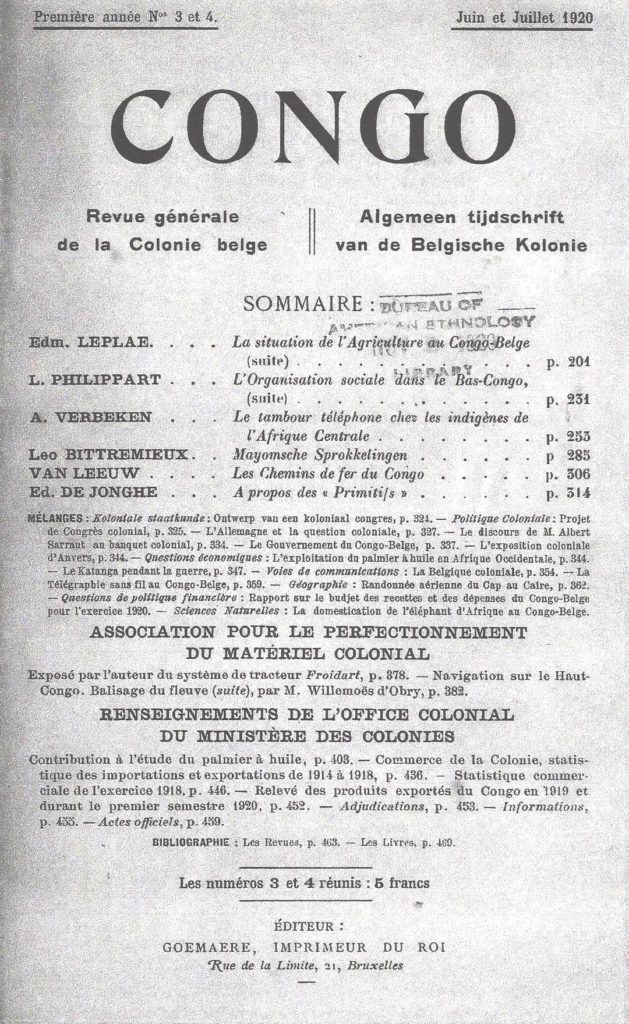 Première année Nos 3 et 4.
Juin et Juillet 1920
CONGO
Revue générale
de la Colonie belge
Algemeen tijdschrift
van de Belgische Kolonie
SOMMAIRE :
BUREAU OF
ETHNOLOGY
LIBRARY
Edm. LEPLAE. . . . La situation de l'Agriculture au Congo-Belge
(suite) . . . . . . . . . . . p. 201
L. PHILIPPART . . . L'Organisation sociale dans le Bas-Congo,
(suite) . . . . . . . . . . . p. 231
A. VERBEKEN . . . Le tambour téléphone chez les indigènes de
l'Afrique Centrale . . . . . . . . p. 253
Leo BITTREMIEUX. . Mayomsche Sprokkelingen . . . . . . p 285
VAN LEEUW . . . . Les Chemins de fer du Congo . . . . . p. 306
Ed. DE JONGHE . . . A propos des « Primitifs » . . . . . . p. 314
MÉLANGES : Koloniale staatkunde : Ontwerp van een koloniaal congres, p. 324. — Politique Coloniale : Projet
de Congrès colonial, p. 325. — L'Allemagne et la question coloniale, p. 327. — Le discours de M. Albert
Sarraut au banquet colonial, p. 334. — Le Gouvernement du Congo-Belge, p. 337. — L'exposition coloniale
d'Anvers, p. 344. — Questions économiques : L'exploitation du palmier à huile en Afrique Occidentale, p. 344.
— Le Katanga pendant la guerre, p. 347. — Voies de communications : La Belgique coloniale, p. 354. — La
Télégraphie sans fil au Congo-Belge, p. 359. — Géographie : Randonnée aérienne du Cap au Caire, p. 362.
— Questions de politique financière : Rapport sur le budjet des recettes et des dépenses du Congo-Belge
pour l'exercice 1920. — Sciences Naturelles : La domestication de l'éléphant d'Afrique au Congo-Belge.
ASSOCIATION POUR LE PERFECTIONNEMENT
DU MATÉRIEL COLONIAL
Exposé par l'auteur du système de tracteur Froidart, p. 378. — Navigation sur le Haut-
Congo. Balisage du fleuve (suite), par M. Willemoës d'Obry, p. 382.
RENSEIGNEMENTS DE L'OFFICE COLONIAL
DU MINISTÈRE DES COLONIES
Contribution à l'étude du palmier à huile, p. 403. — Commerce de la Colonie, statis-
tique des importations et exportations de 1914 à 1918, p. 436. - Statistique commer-
ciale de l'exercice 1918, p. 446. — Relevé des produits exportés du Congo en 1919 et
durant le premier semestre 1920, p. 452. — Adjudications, p. 453. — Informations,
p. 455. — Actes officiels, p. 459.
BIBLIOGRAPHIE : Les Revues, p. 463. — Les Livres, p. 469.
Les numéros 3 et 4 réunis : 5 francs
ÉDITEUR :
GOEMAERE, IMPRIMEUR DU ROI
Rue de la Limite, 21, Bruxelles